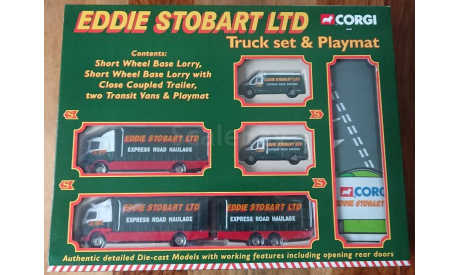 EDDIE STOBART LTD
CORGI
Truck set & Playmat
Contents:
Short Wheel Base Lorry,
Short Wheel Base Lorry with
Close Coupled Trailer,
two Transit Vans & Playmat
EDDIE STOBART LTD
EXPRESS ROAD HAULAGE
EDDIE STOBART LTD
EXPRESS ROAD HAULAGE
EDDIE STOBART LTD
EXPRESS ROAD HAULAGE
CORG
EDDIE STOBART
Authentic detailed Die-cast Models with working features including opening rear doors